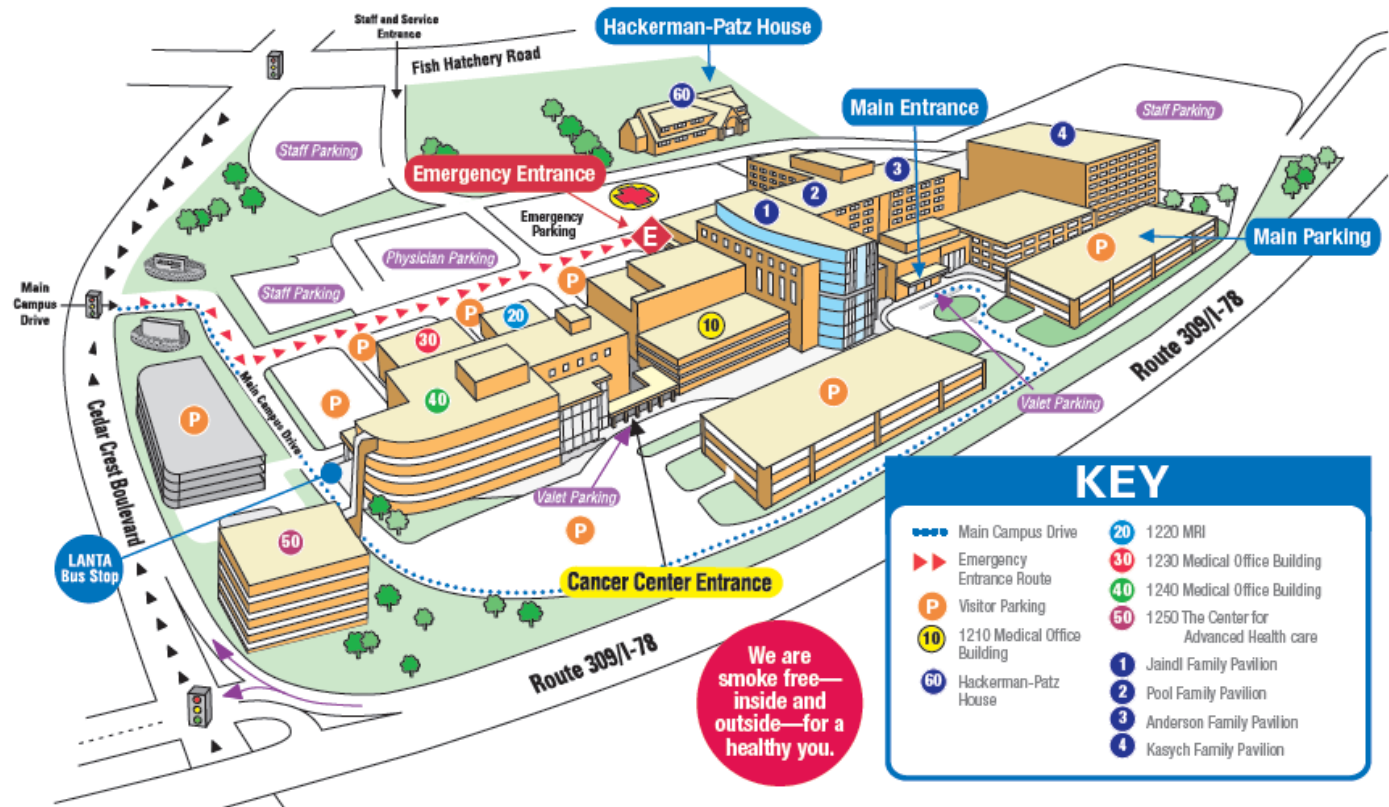 Staff and Service
Entrance
Fish Hatchery Road
Hackerman-Patz House
60
Main Entrance
Staff Parking
4
Staff Parking
Emergency Entrance
3
2
1
Emergency
Parking
E
P
Main Parking
Physician Parking
Main
Campus
Drive
Staff Parking
P
P
20
30
P
10
P
Valet Parking
Route 309/I-78
P
P
40
Main Campus Drive
Cedar Crest Boulevard
Valet Parking
P
50
LANTA
Bus Stop
Cancer Center Entrance
Route 309/I-78
We are
smoke free—
inside and
outside—for a
healthy you.
KEY
Main Campus Drive
Emergency
Entrance Route
P Visitor Parking
10 1210 Medical Office
Building
60 Hackerman-Patz
House
20 1220 MRI
30 1230 Medical Office Building
40 1240 Medical Office Building
50 1250 The Center for
Advanced Health care
1 Jaindl Family Pavilion
2 Pool Family Pavilion
3 Anderson Family Pavilion
4 Kasych Family Pavilion